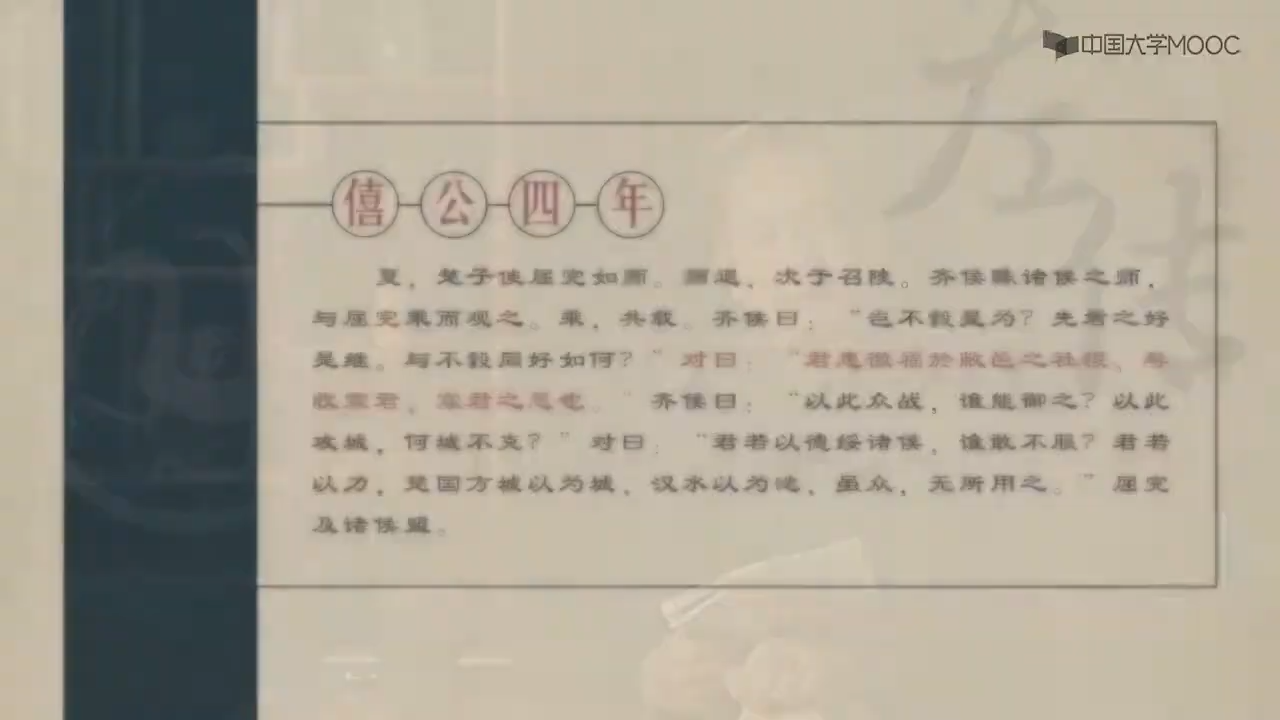 中国大学MOOC
左传
僖公四年
夏，楚子使屈完如师。师退，次于召陵。齐侯陈诸侯之师，
与屈完乘而观之。乘，共载。齐侯曰：“岂不穀是为？先君之好
是继。与不穀同好如何？”对曰：“君惠徼福於敝邑之社稷，辱
收寡君，寡君之愿也。”齐侯曰：“以此众战，谁能御之？以此
攻城，何城不克？”对曰：“君若以德绥诸侯，谁敢不服？君若
以力，楚国方城以为城，汉水以为池，虽众，无所用之。”屈完
及诸侯盟。